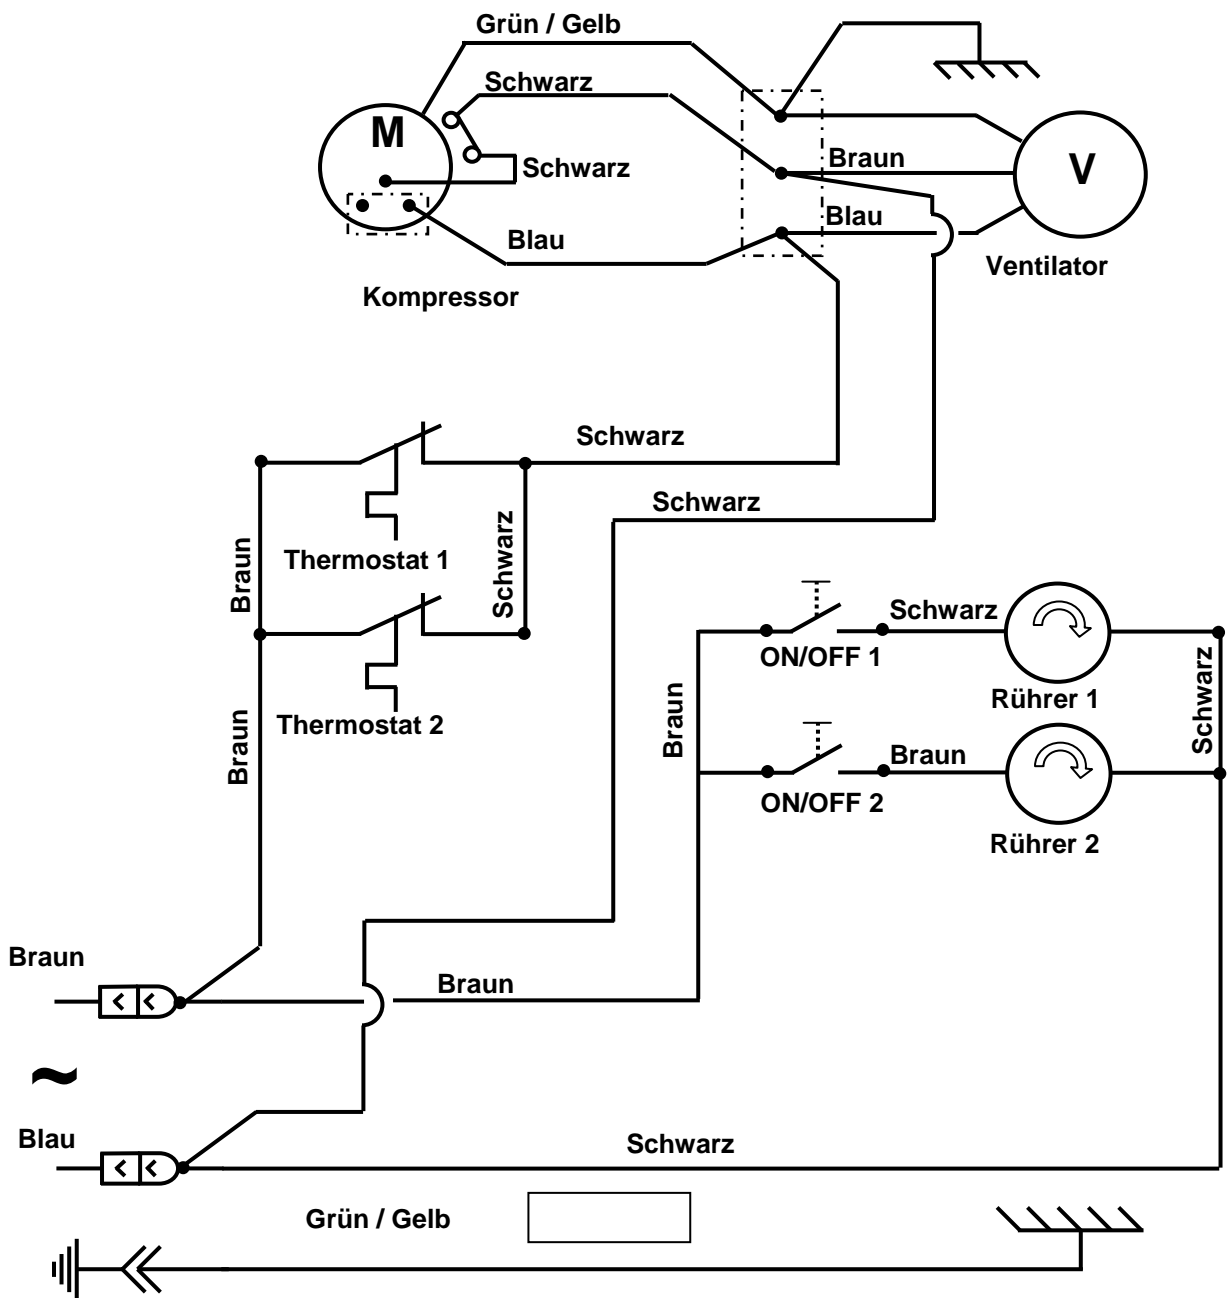 Grün / Gelb
Schwarz
M
Schwarz
Braun
V
Blau
Blau
Ventilator
Kompressor
Schwarz
Schwarz
Schwarz
Braun
Thermostat 1
Schwarz
ON/OFF 1
Rührer 1
Schwarz
Braun
Braun
Thermostat 2
Braun
ON/OFF 2
Rührer 2
Braun
Braun
~
Blau
Schwarz
Grün / Gelb